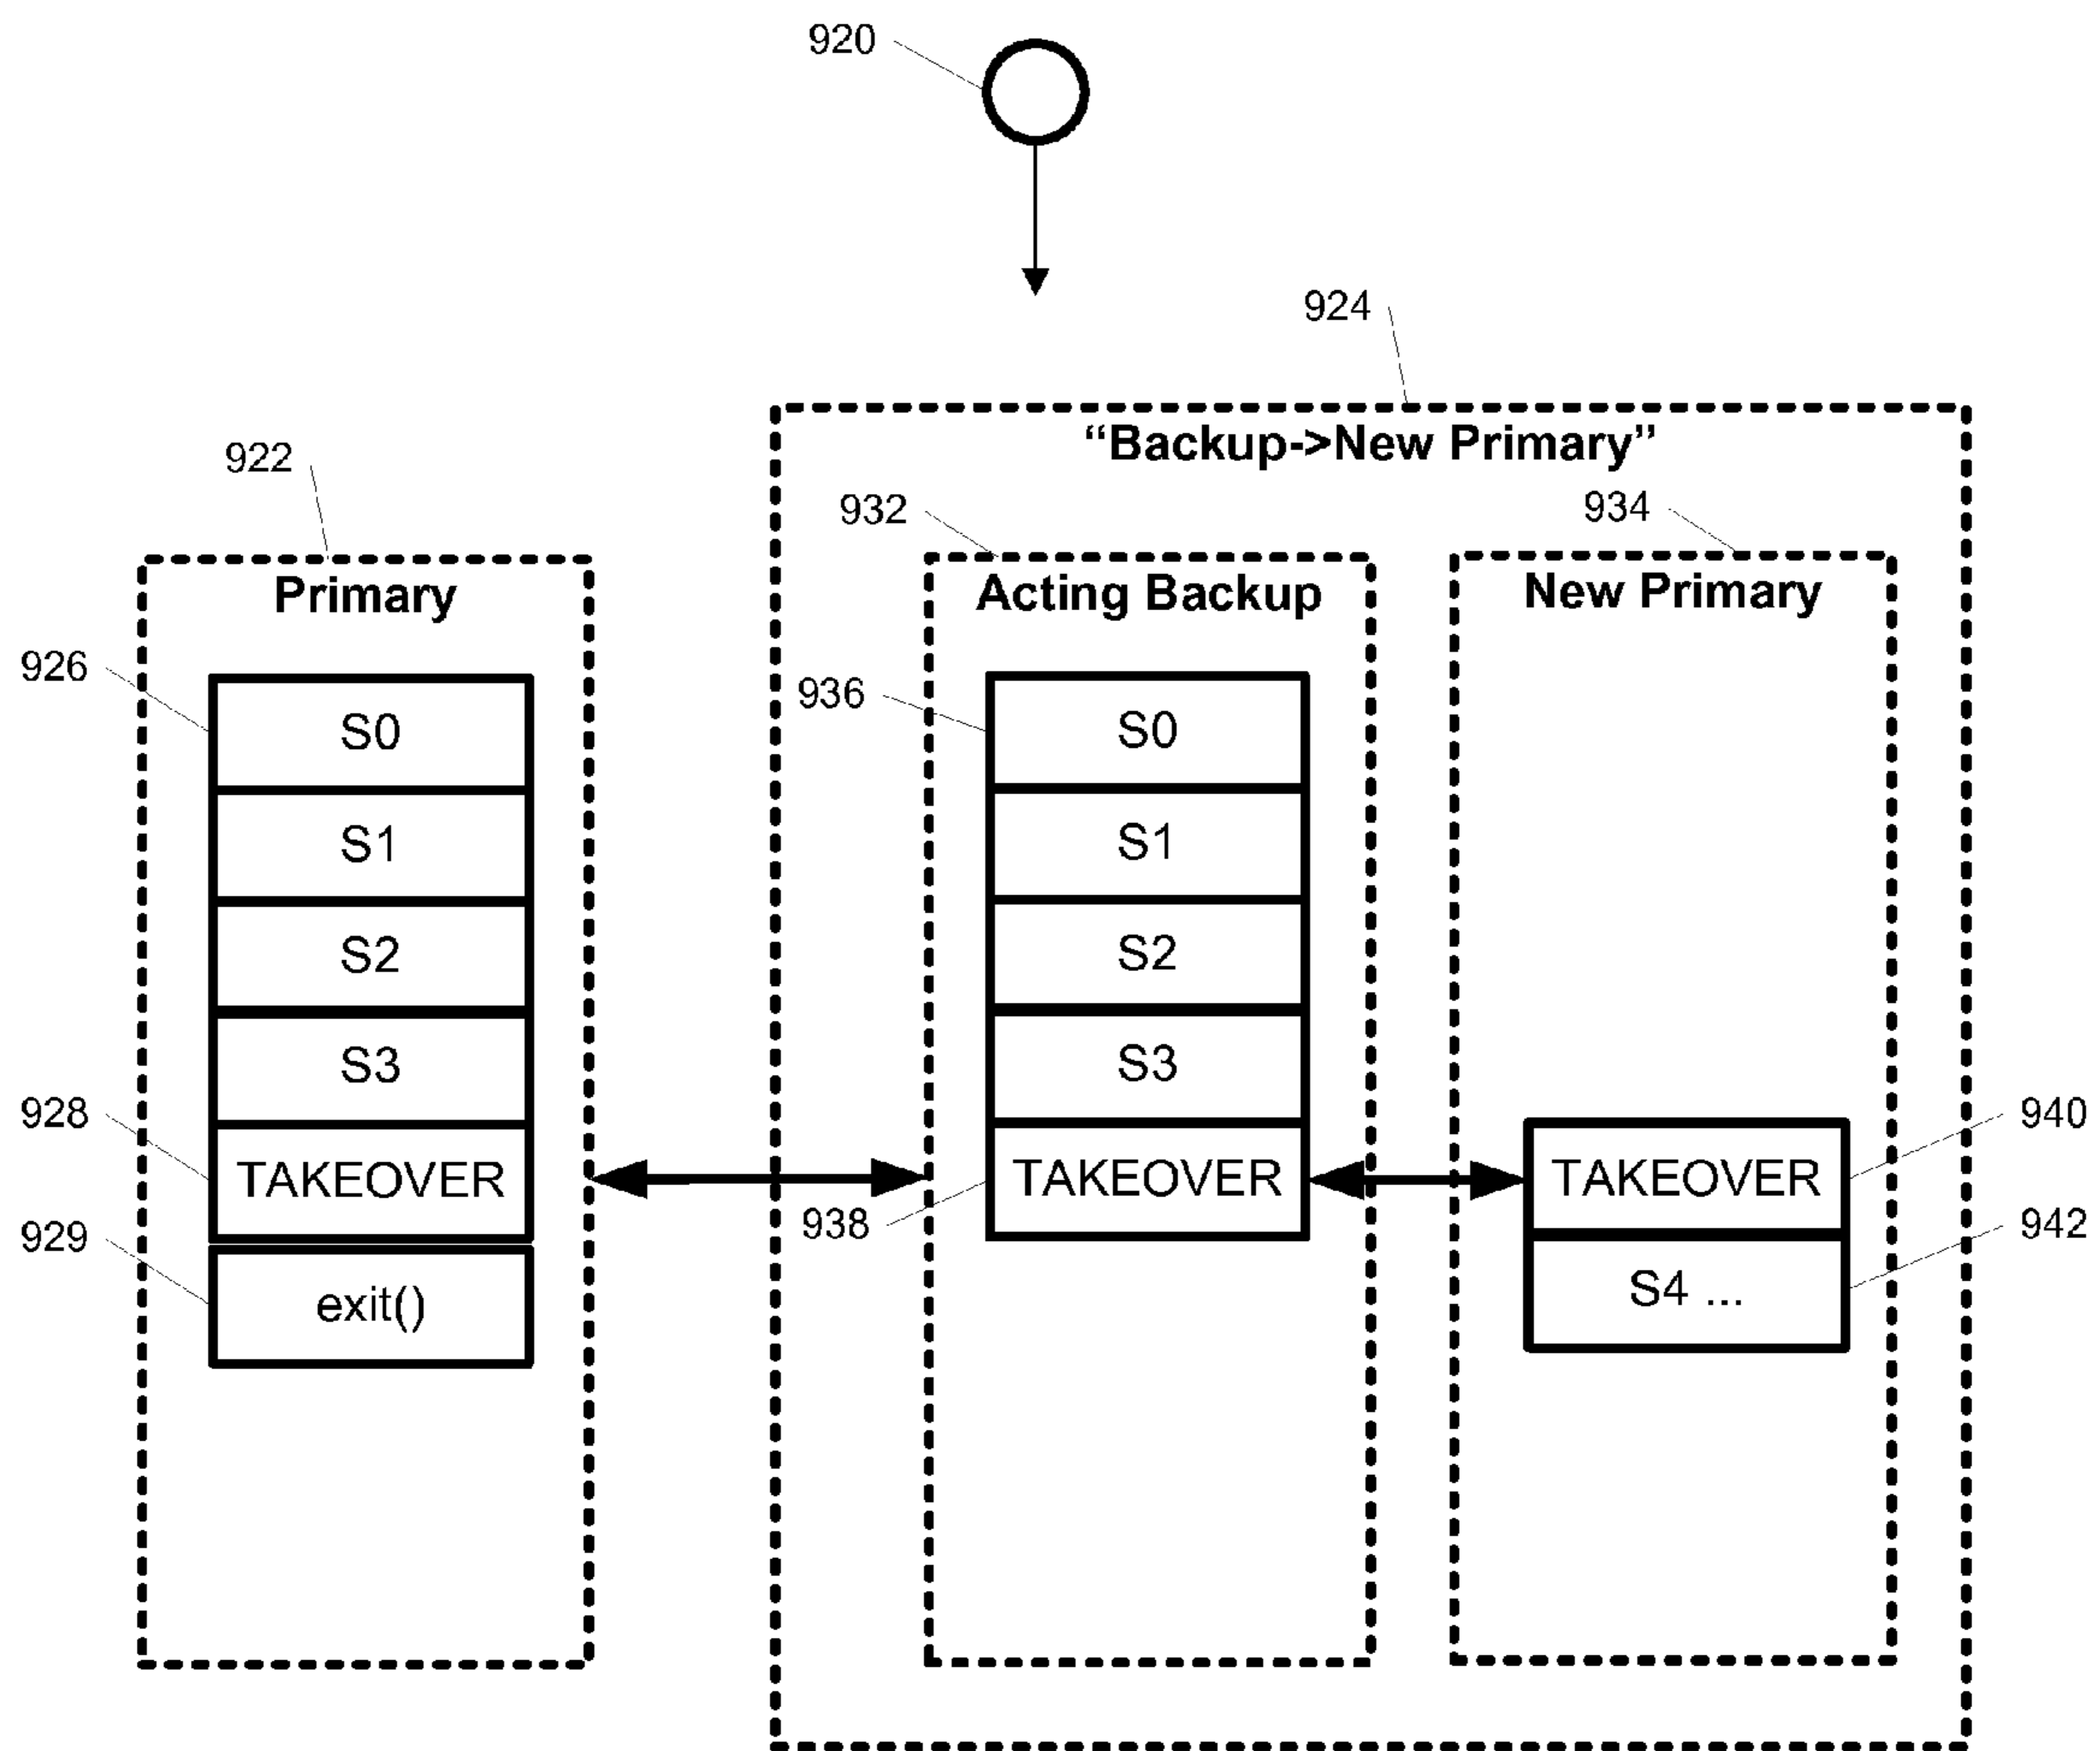 920
924
“Backup->New Primary”
922
932
934
Primary
Acting Backup
New Primary
926
S0
936
S0
S1
S1
S2
S2
S3
S3
928
TAKEOVER
938
TAKEOVER
TAKEOVER
940
929
exit()
S4 ...
942